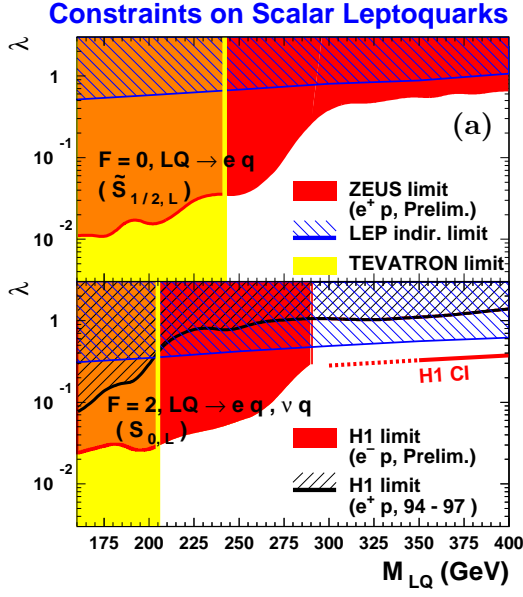 Constraints on Scalar Leptoquarks
λ
1
10⁻¹
10⁻²
(a)
F = 0, LQ → e q
( S̃ 1/2, L )
ZEUS limit
(e⁺ p, Prelim.)
LEP indir. limit
TEVATRON limit
λ
1
10⁻¹
10⁻²
H1 CI
F = 2, LQ → e q , ν q
( S 0, L )
H1 limit
(e⁻ p, Prelim.)
H1 limit
(e⁺ p, 94 - 97 )
175 200 225 250 275 300 325 350 375 400
M LQ (GeV)